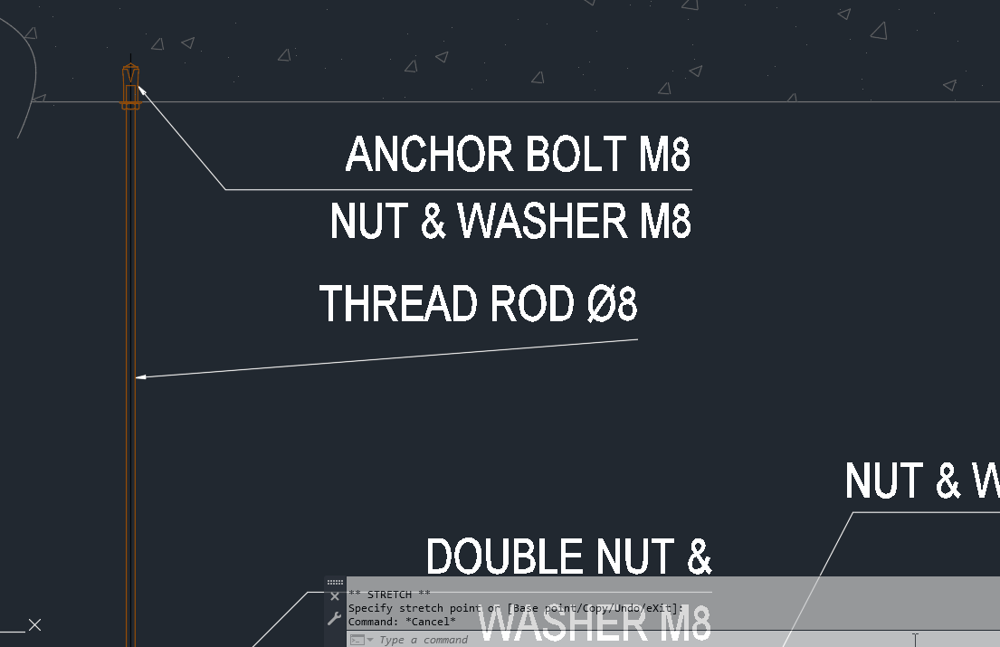 ANCHOR BOLT M8
NUT & WASHER M8
THREAD ROD Ø8
NUT & W
DOUBLE NUT &
WASHER M8
** STRETCH **
Specify stretch point or [Base point/Copy/Undo/eXit]:
Command: *Cancel*
Type a command